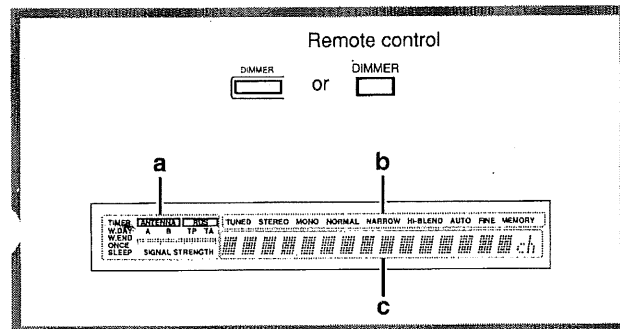 Remote control
DIMMER or DIMMER
a b
TIMER ANTENNA RDS TUNED STEREO MONO NORMAL NARROW HI-BLEND AUTO FINE MEMORY
W.DAY A B TP TA
W.END
ONCE ch
SLEEP SIGNAL STRENGTH
c